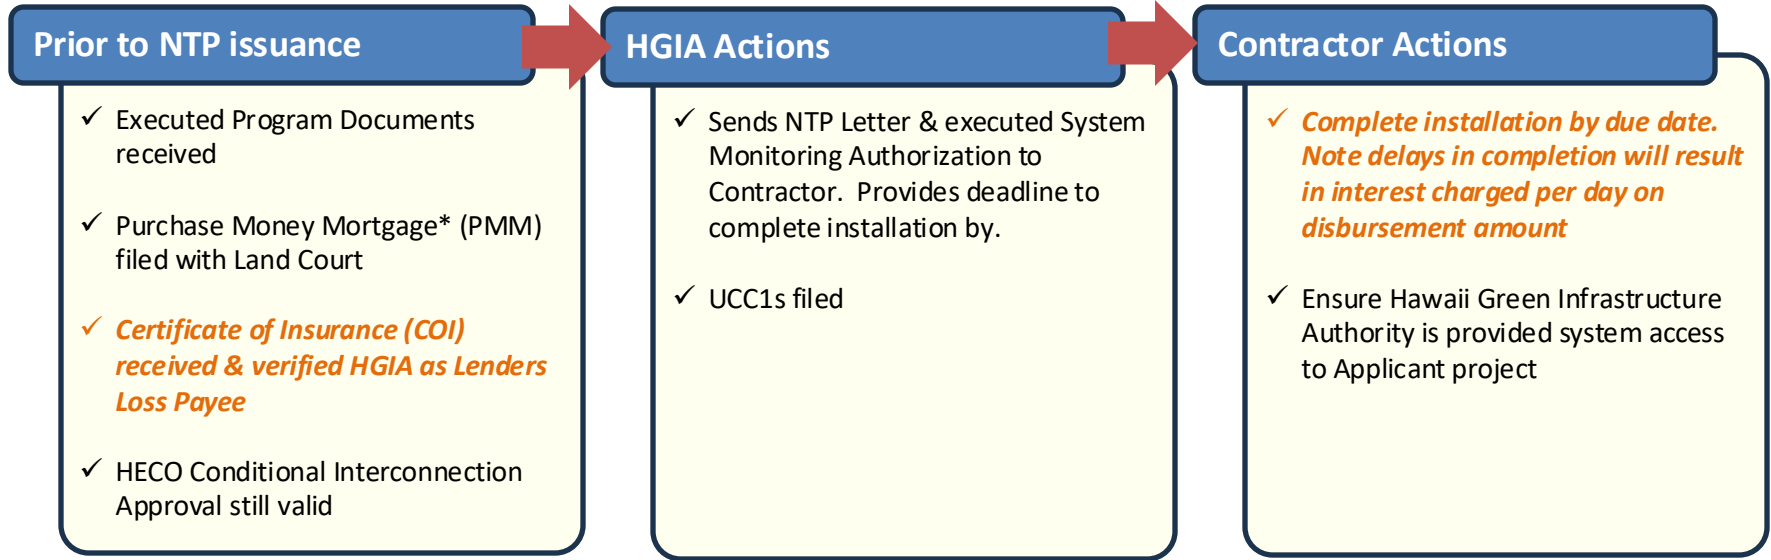 Prior to NTP issuance
✓ Executed Program Documents
received
✓ Purchase Money Mortgage* (PMM)
filed with Land Court
✓ Certificate of Insurance (COI)
received & verified HGIA as Lenders
Loss Payee
✓ HECO Conditional Interconnection
Approval still valid
HGIA Actions
✓ Sends NTP Letter & executed System
Monitoring Authorization to
Contractor.  Provides deadline to
complete installation by.
✓ UCC1s filed
Contractor Actions
✓ Complete installation by due date.
Note delays in completion will result
in interest charged per day on
disbursement amount
✓ Ensure Hawaii Green Infrastructure
Authority is provided system access
to Applicant project